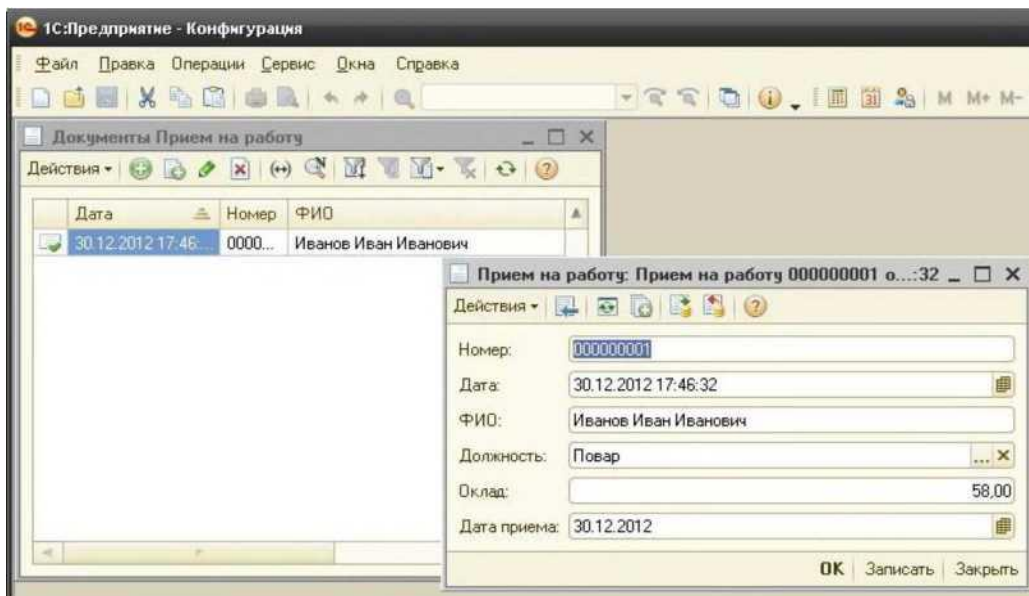 1С:Предприятие - Конфигурация
Файл Правка Операции Сервис Окна Справка
M M+ M-
Документы Прием на работу
Действия
Дата Номер ФИО
30.12.2012 17:46:... 0000... Иванов Иван Иванович
Прием на работу: Прием на работу 000000001 о...:32
Действия
Номер: 000000001
Дата: 30.12.2012 17:46:32
ФИО: Иванов Иван Иванович
Должность: Повар ...
Оклад: 58,00
Дата приема: 30.12.2012
OK Записать Закрыть